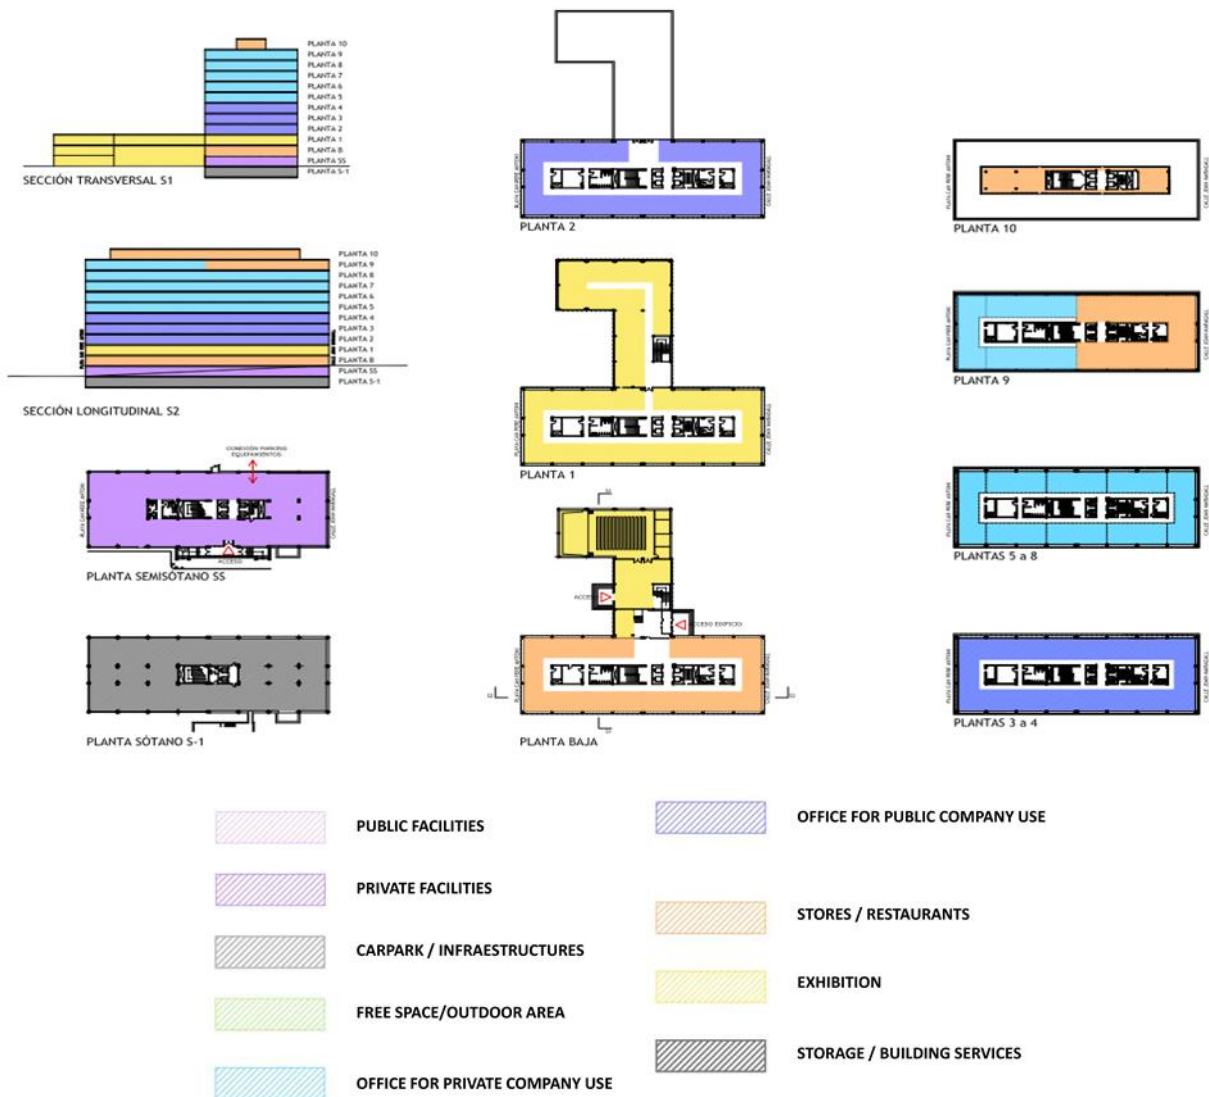 PLANTA 10
PLANTA 9
PLANTA 8
PLANTA 7
PLANTA 6
PLANTA 5
PLANTA 4
PLANTA 3
PLANTA 2
PLANTA 1
PLANTA B
PLANTA SS
PLANTA S-1
SECCIÓN TRANSVERSAL S1
PLANTA 10
PLANTA 9
PLANTA 8
PLANTA 7
PLANTA 6
PLANTA 5
PLANTA 4
PLANTA 3
PLANTA 2
PLANTA 1
PLANTA B
PLANTA SS
PLANTA S-1
SECCIÓN LONGITUDINAL S2
CONEXIÓN PARKING
EQUIPAMIENTOS
ACCESO
PLANTA SEMISÓTANO SS
PLANTA SÓTANO S-1
PLANTA 2
PLANTA 1
ACCESO
ACCESO EDIFICIO
PLANTA BAJA
PLANTA 10
PLANTA 9
PLANTAS 5 a 8
PLANTAS 3 a 4
PUBLIC FACILITIES
PRIVATE FACILITIES
CARPARK / INFRAESTRUCTURES
FREE SPACE/OUTDOOR AREA
OFFICE FOR PRIVATE COMPANY USE
OFFICE FOR PUBLIC COMPANY USE
STORES / RESTAURANTS
EXHIBITION
STORAGE / BUILDING SERVICES